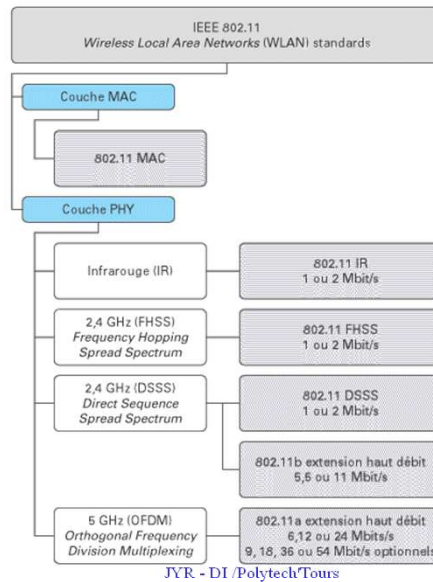 IEEE 802.11
Wireless Local Area Networks (WLAN) standards
Couche MAC
802.11 MAC
Couche PHY
Infrarouge (IR)
802.11 IR
1 ou 2 Mbit/s
2,4 GHz (FHSS)
Frequency Hopping
Spread Spectrum
802.11 FHSS
1 ou 2 Mbit/s
2,4 GHz (DSSS)
Direct Sequence
Spread Spectrum
802.11 DSSS
1 ou 2 Mbit/s
802.11b extension haut débit
5,5 ou 11 Mbit/s
5 GHz (OFDM)
Orthogonal Frequency
Division Multiplexing
802.11a extension haut débit
6,12 ou 24 Mbits/s
9, 18, 36 ou 54 Mbit/s optionnels
JYR - DI /Polytech'Tours